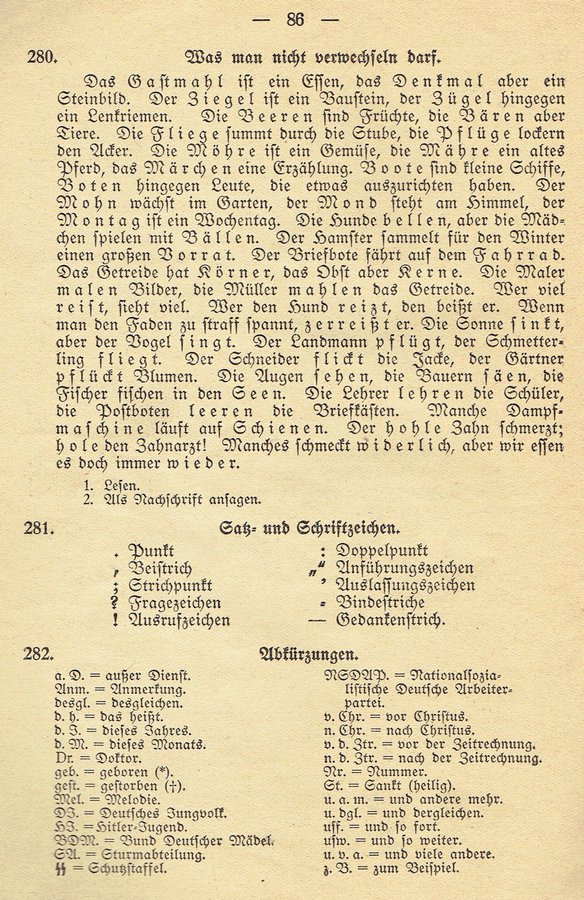 — 86 —
280. Was man nicht verwechseln darf.
Das Gastmahl ist ein Essen, das Denkmal aber ein
Steinbild. Der Ziegel ist ein Baustein, der Zügel hingegen
ein Lenkriemen. Die Beeren sind Früchte, die Bären aber
Tiere. Die Fliege summt durch die Stube, die Pflüge lockern
den Acker. Die Möhre ist ein Gemüse, die Mähre ein altes
Pferd, das Märchen eine Erzählung. Boote sind kleine Schiffe,
Boten hingegen Leute, die etwas auszurichten haben. Der
Mohn wächst im Garten, der Mond steht am Himmel, der
Montag ist ein Wochentag. Die Hunde bellen, aber die Mäd-
chen spielen mit Bällen. Der Hamster sammelt für den Winter
einen großen Vorrat. Der Briefbote fährt auf dem Fahrrad.
Das Getreide hat Körner, das Obst aber Kerne. Die Maler
malen Bilder, die Müller mahlen das Getreide. Wer viel
reist, sieht viel. Wer den Hund reizt, den beißt er. Wenn
man den Faden zu straff spannt, zerreißt er. Die Sonne sinkt,
aber der Vogel singt. Der Landmann pflügt, der Schmetter-
ling fliegt. Der Schneider flickt die Jacke, der Gärtner
pflückt Blumen. Die Augen sehen, die Bauern säen, die
Fischer fischen in den Seen. Die Lehrer lehren die Schüler,
die Postboten leeren die Briefkästen. Manche Dampf-
maschine läuft auf Schienen. Der hohle Zahn schmerzt;
hole den Zahnarzt! Manches schmeckt widerlich, aber wir essen
es doch immer wieder.
1. Lesen.
2. Als Nachschrift ansagen.
281. Satz- und Schriftzeichen.
. Punkt
, Beistrich
; Strichpunkt
? Fragezeichen
! Ausrufzeichen
: Doppelpunkt
„“ Anführungszeichen
’ Auslassungszeichen
- Bindestriche
— Gedankenstrich.
282. Abkürzungen.
a. D. = außer Dienst.
Anm. = Anmerkung.
desgl. = desgleichen.
d. h. = das heißt.
d. J. = dieses Jahres.
d. M. = dieses Monats.
Dr. = Doktor.
geb. = geboren (*).
gest. = gestorben (†).
Mel. = Melodie.
DJ. = Deutsches Jungvolk.
HJ. = Hitler-Jugend.
BDM. = Bund Deutscher Mädel.
SA. = Sturmabteilung.
ᛋᛋ = Schutzstaffel.
NSDAP. = Nationalsozia-
listische Deutsche Arbeiter-
partei.
v. Chr. = vor Christus.
n. Chr. = nach Christus.
v. d. Ztr. = vor der Zeitrechnung.
n. d. Ztr. = nach der Zeitrechnung.
Nr. = Nummer.
St. = Sankt (heilig).
u. a. m. = und andere mehr.
u. dgl. = und dergleichen.
usf. = und so fort.
usw. = und so weiter.
u. v. a. = und viele andere.
z. B. = zum Beispiel.